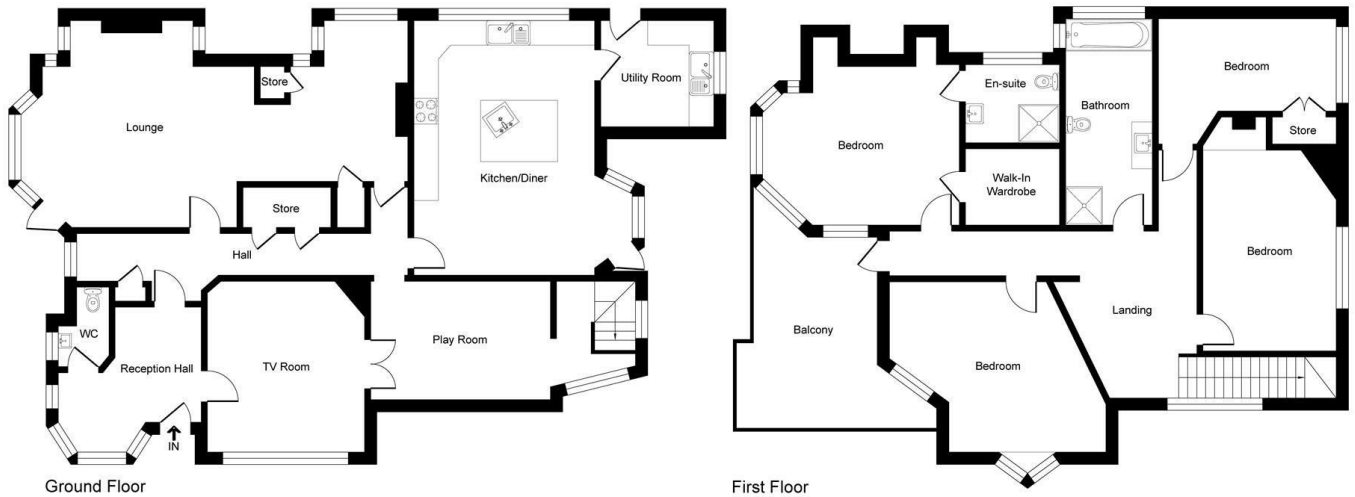 Lounge
Store
Store
Hall
Kitchen/Diner
Utility Room
WC
Reception Hall
TV Room
Play Room
IN
Ground Floor
Bedroom
En-suite
Walk-In
Wardrobe
Bathroom
Bedroom
Store
Bedroom
Landing
Balcony
Bedroom
First Floor